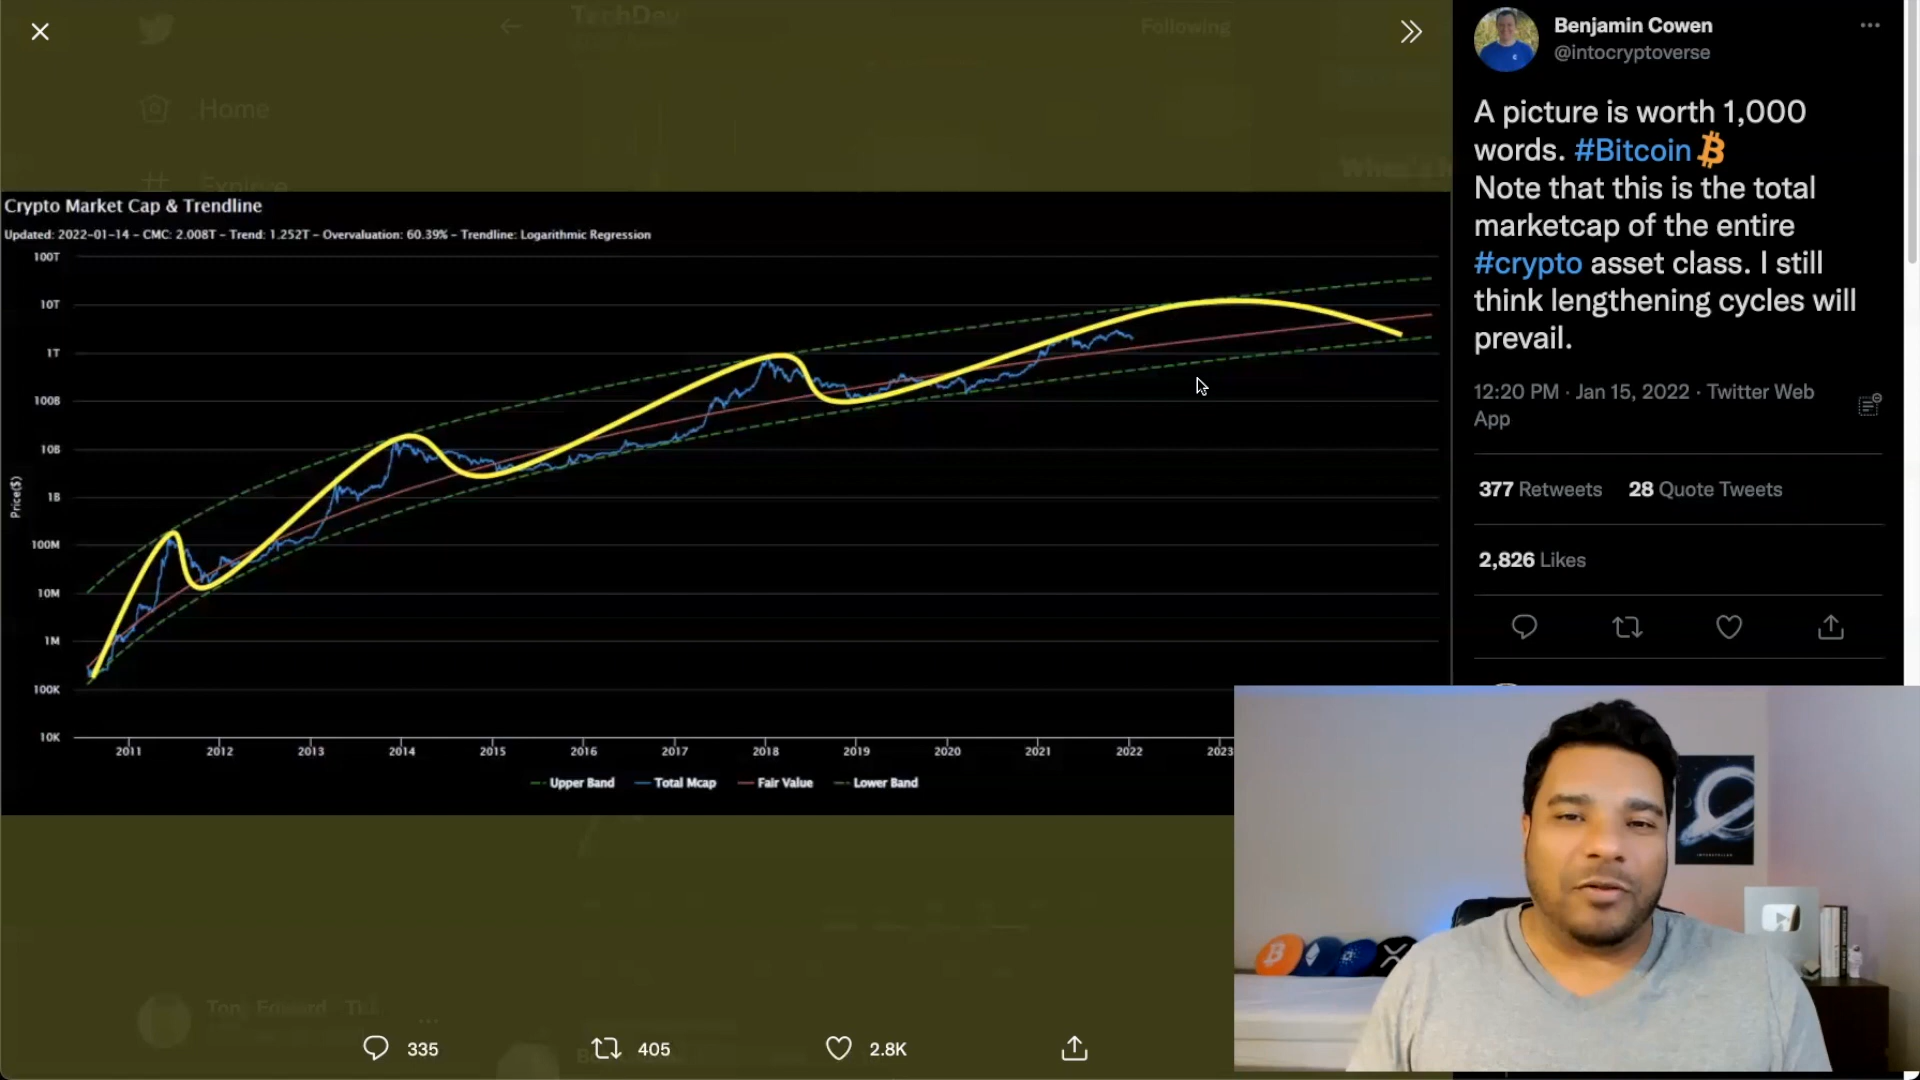 TechDev
Following
Home
Explore
Crypto Market Cap & Trendline
Updated: 2022-01-14 - CMC: 2.008T - Trend: 1.252T - Overvaluation: 60.39% - Trendline: Logarithmic Regression
100T
10T
1T
100B
10B
1B
100M
10M
1M
100K
10K
Price($)
2011 2012 2013 2014 2015 2016 2017 2018 2019 2020 2021 2022 2023
Upper Band Total Mcap Fair Value Lower Band
335 405 2.8K
Benjamin Cowen
@intocryptoverse
A picture is worth 1,000
words. #Bitcoin
Note that this is the total
marketcap of the entire
#crypto asset class. I still
think lengthening cycles will
prevail.
12:20 PM · Jan 15, 2022 · Twitter Web
App
377 Retweets 28 Quote Tweets
2,826 Likes
INTERSTELLAR